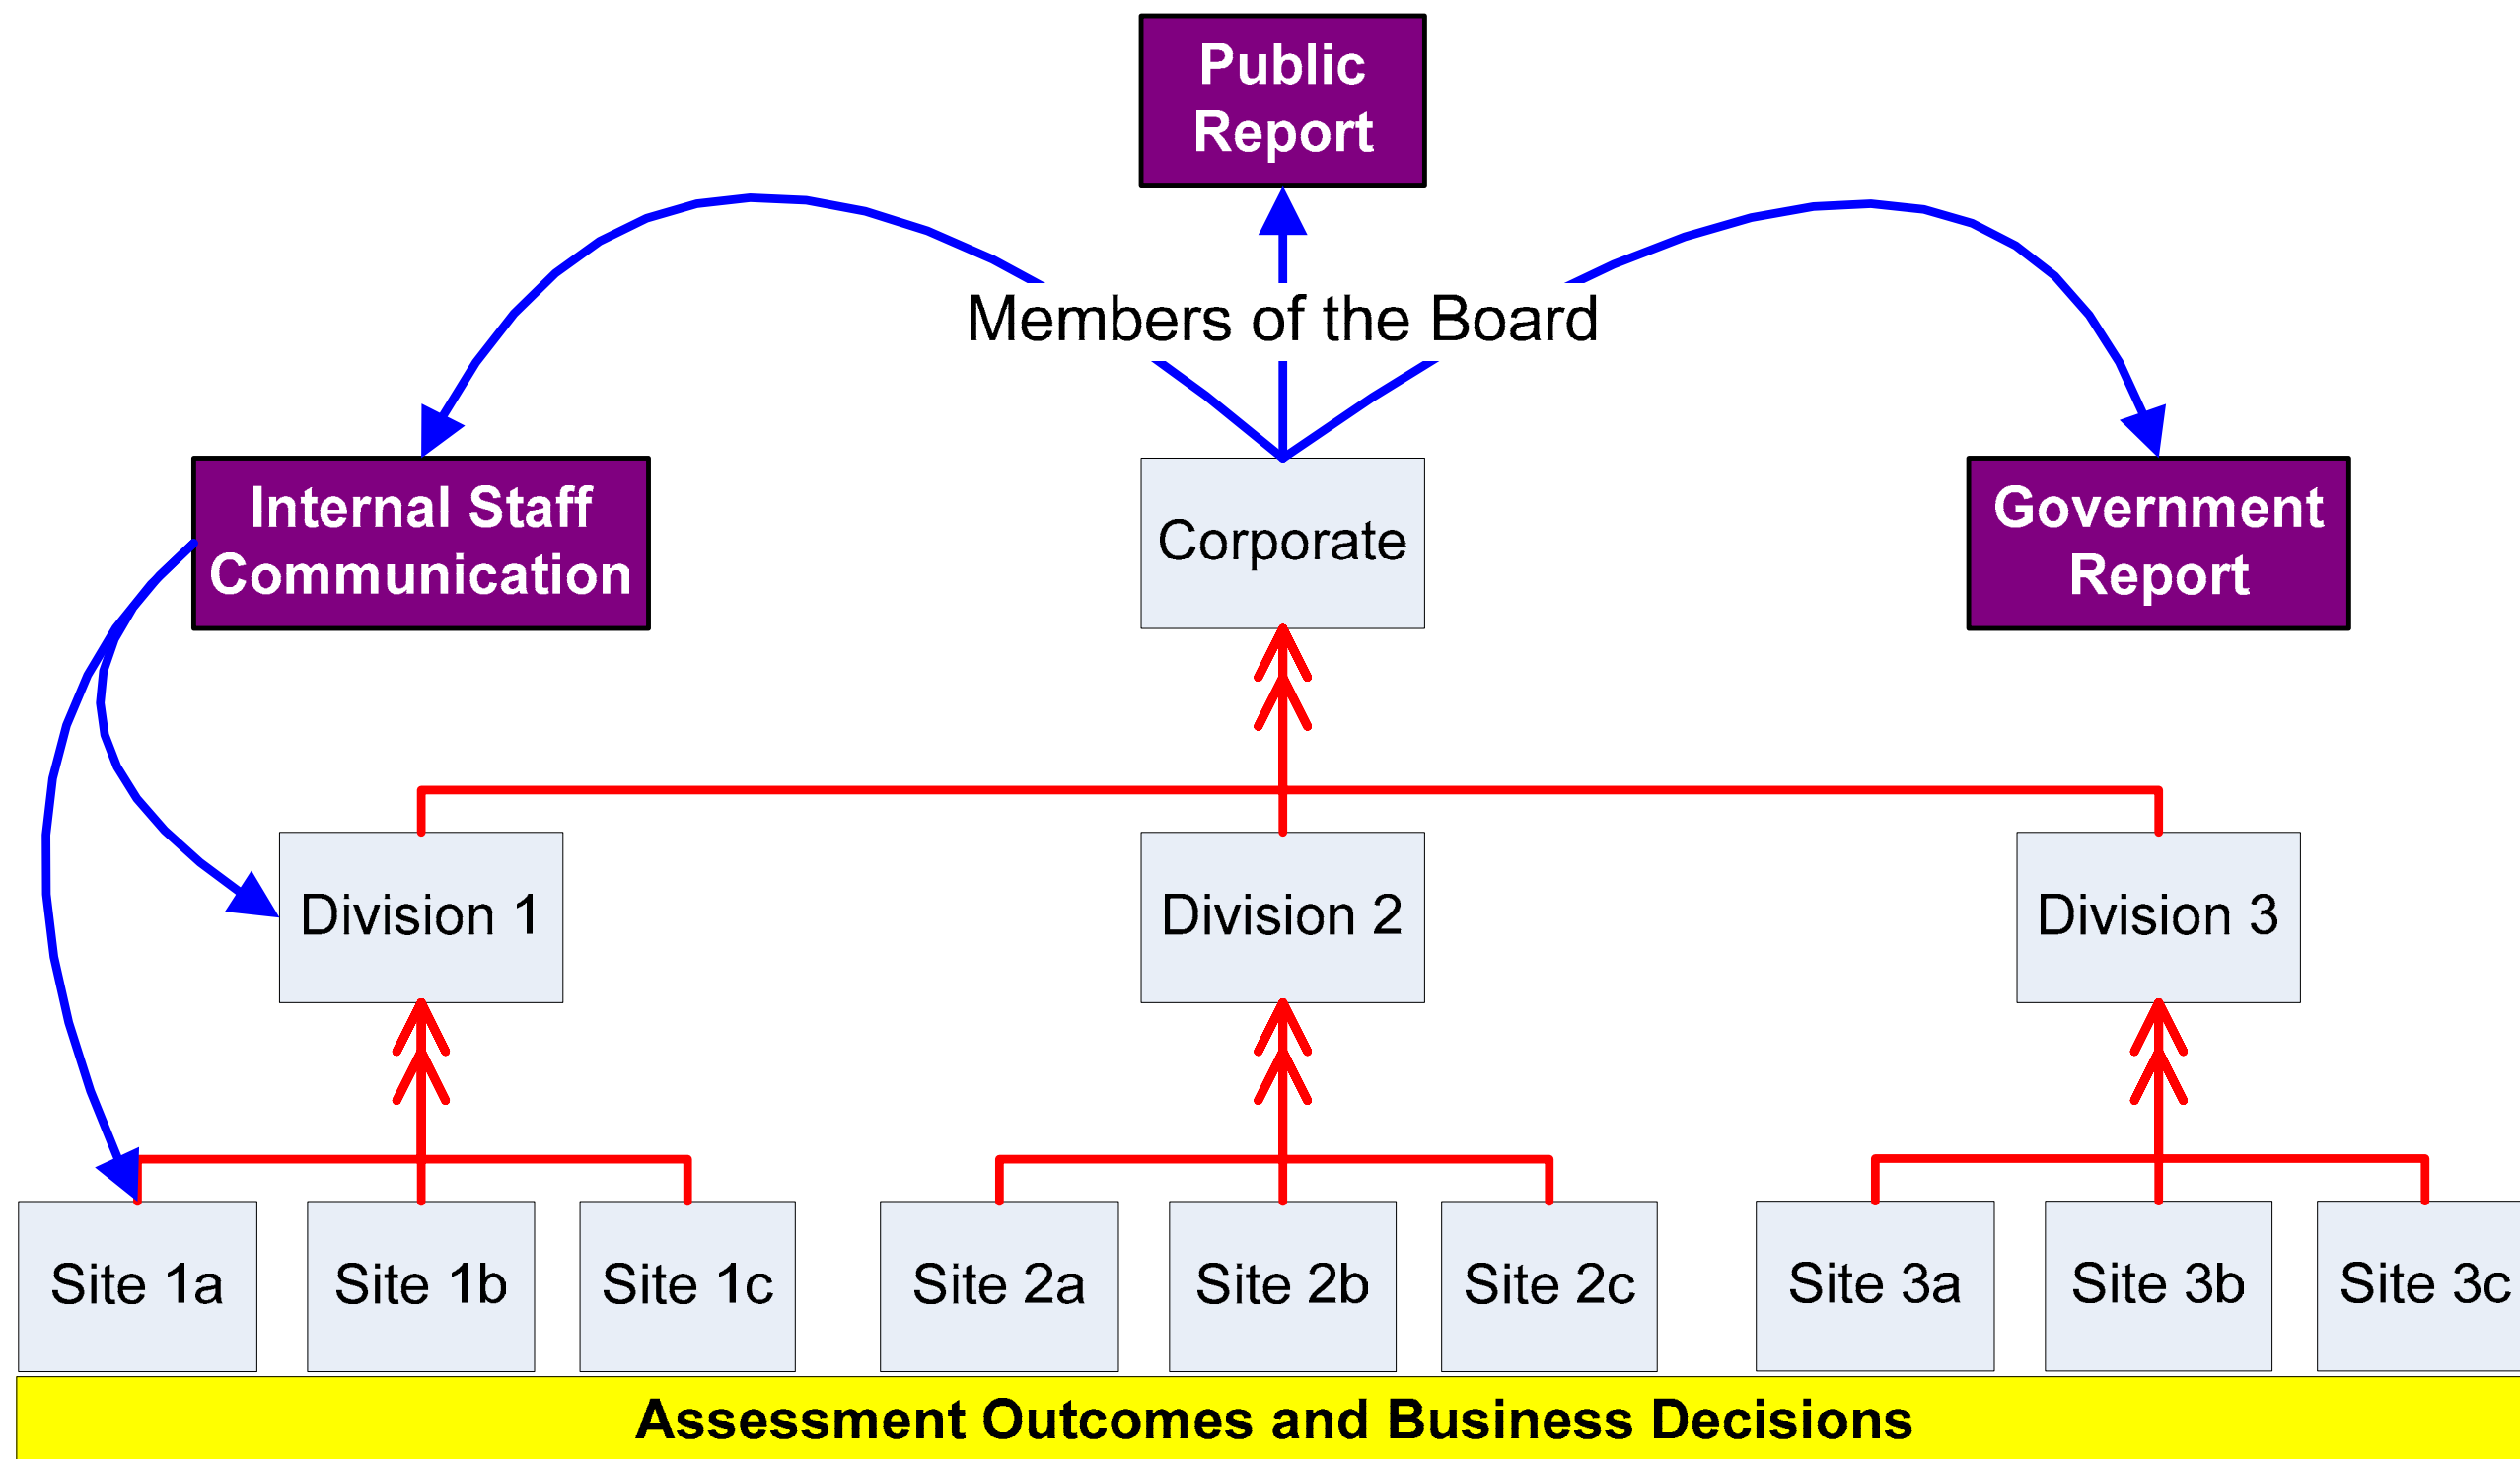 Public
Report
Members of the Board
Internal Staff
Communication
Corporate
Government
Report
Division 1
Division 2
Division 3
Site 1a
Site 1b
Site 1c
Site 2a
Site 2b
Site 2c
Site 3a
Site 3b
Site 3c
Assessment Outcomes and Business Decisions